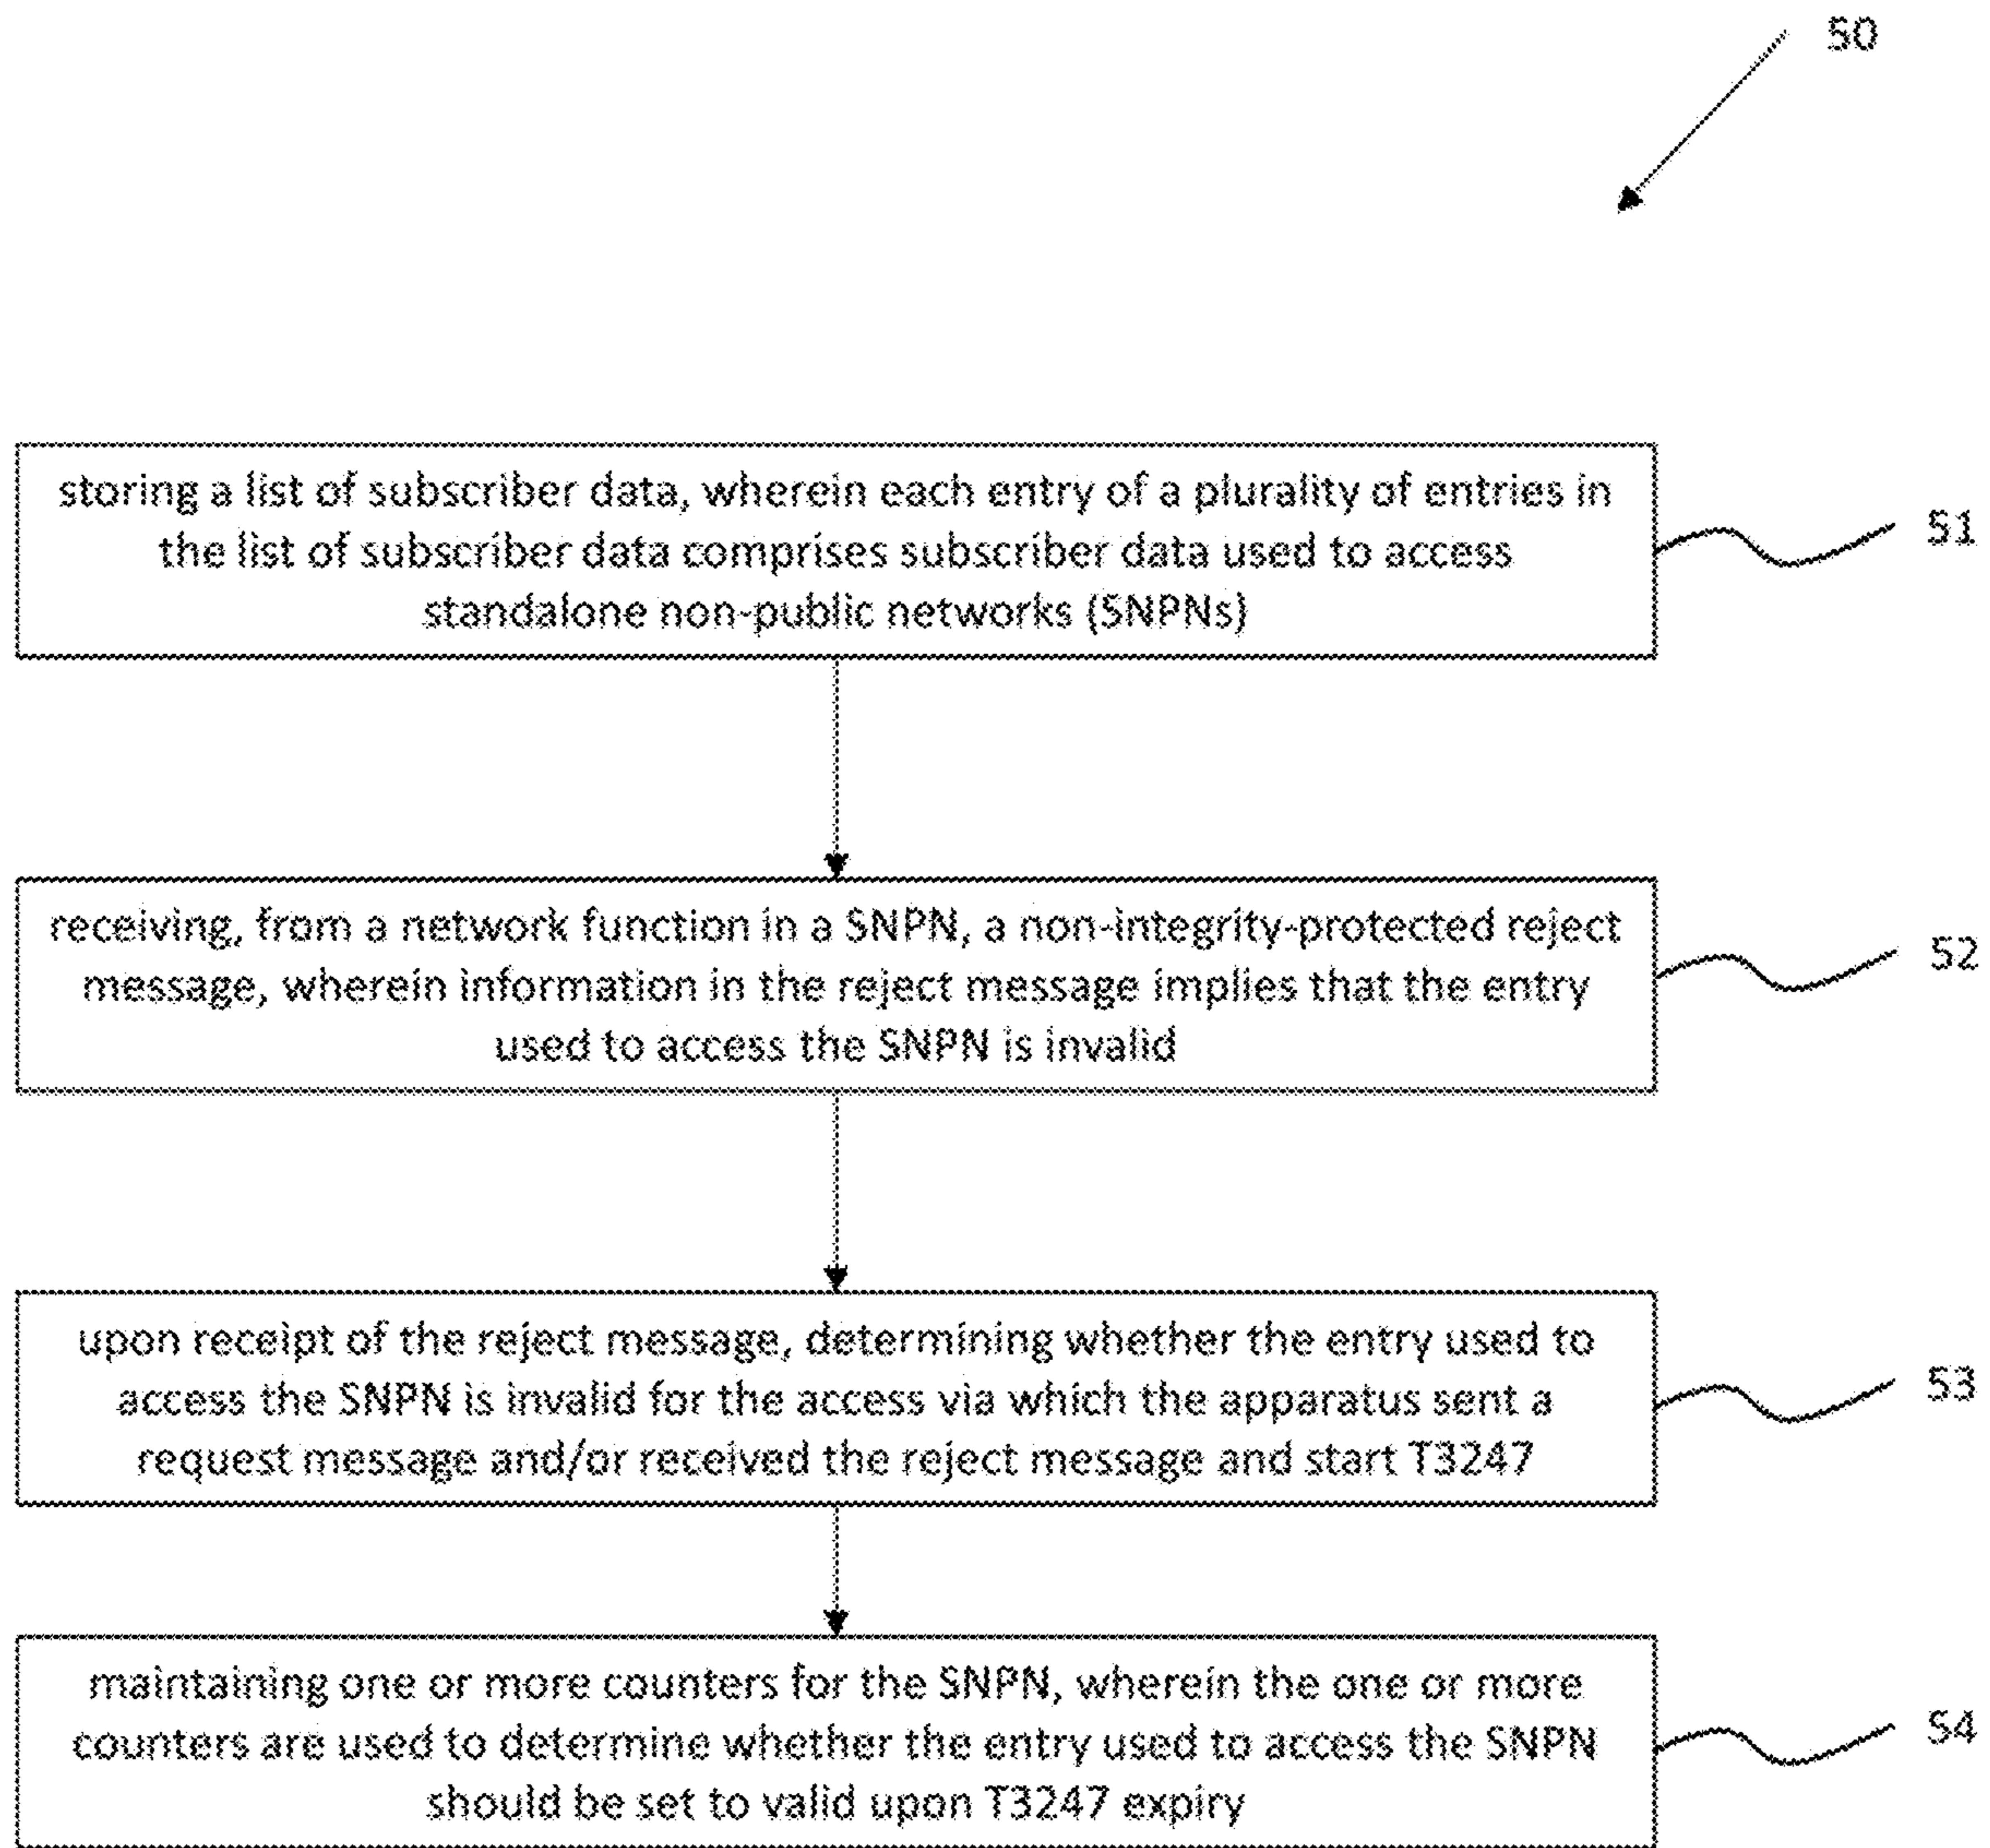 50
storing a list of subscriber data, wherein each entry of a plurality of entries in
the list of subscriber data comprises subscriber data used to access
standalone non-public networks (SNPNs)
51
receiving, from a network function in a SNPN, a non-integrity-protected reject
message, wherein information in the reject message implies that the entry
used to access the SNPN is invalid
52
upon receipt of the reject message, determining whether the entry used to
access the SNPN is invalid for the access via which the apparatus sent a
request message and/or received the reject message and start T3247
53
maintaining one or more counters for the SNPN, wherein the one or more
counters are used to determine whether the entry used to access the SNPN
should be set to valid upon T3247 expiry
54